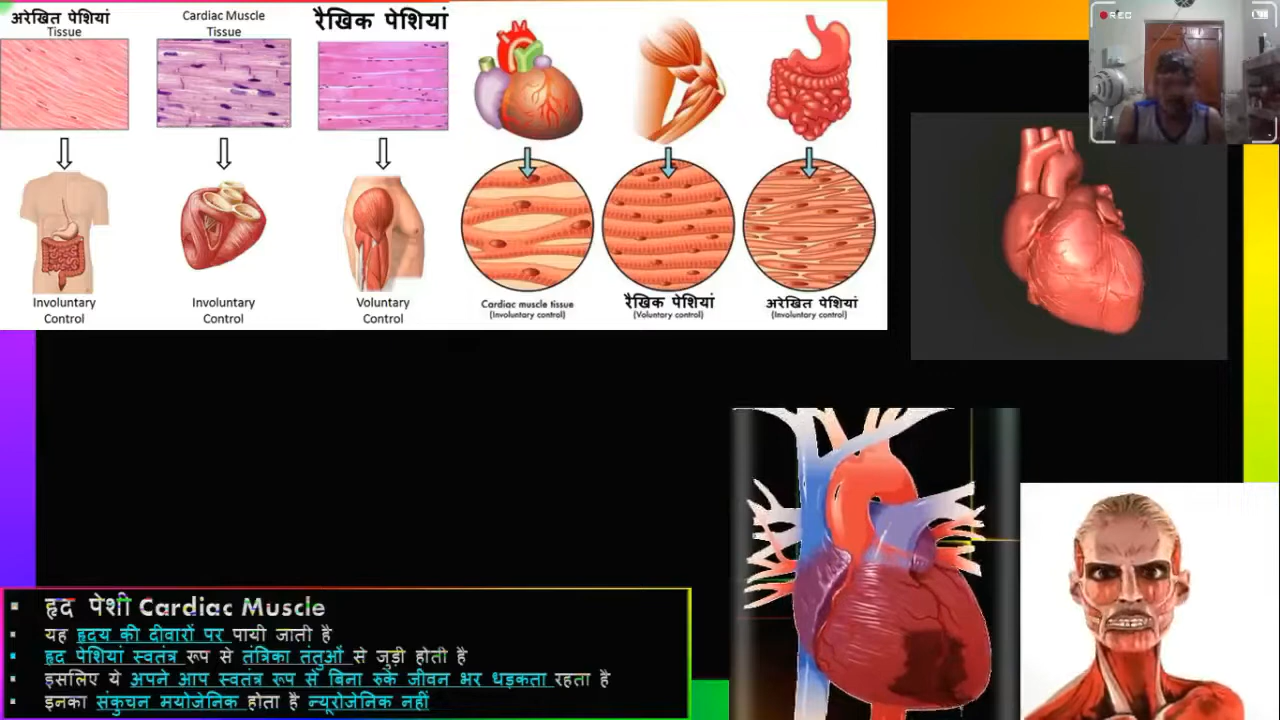 अरेखित पेशियां
Tissue
Cardiac Muscle
Tissue
रैखिक पेशियां
Involuntary
Control
Involuntary
Control
Voluntary
Control
Cardiac muscle tissue
(Involuntary control)
रैखिक पेशियां
(Voluntary control)
अरेखित पेशियां
(Involuntary control)
REC
हृद पेशी Cardiac Muscle
यह हृदय की दीवारों पर पायी जाती है
हृद पेशियां स्वतंत्र रूप से तंत्रिका तंतुओं से जुड़ी होती है
इसलिए ये अपने आप स्वतंत्र रूप से बिना रुके जीवन भर धड़कता रहता है
इनका संकुचन मयोजेनिक होता है न्यूरोजेनिक नहीं